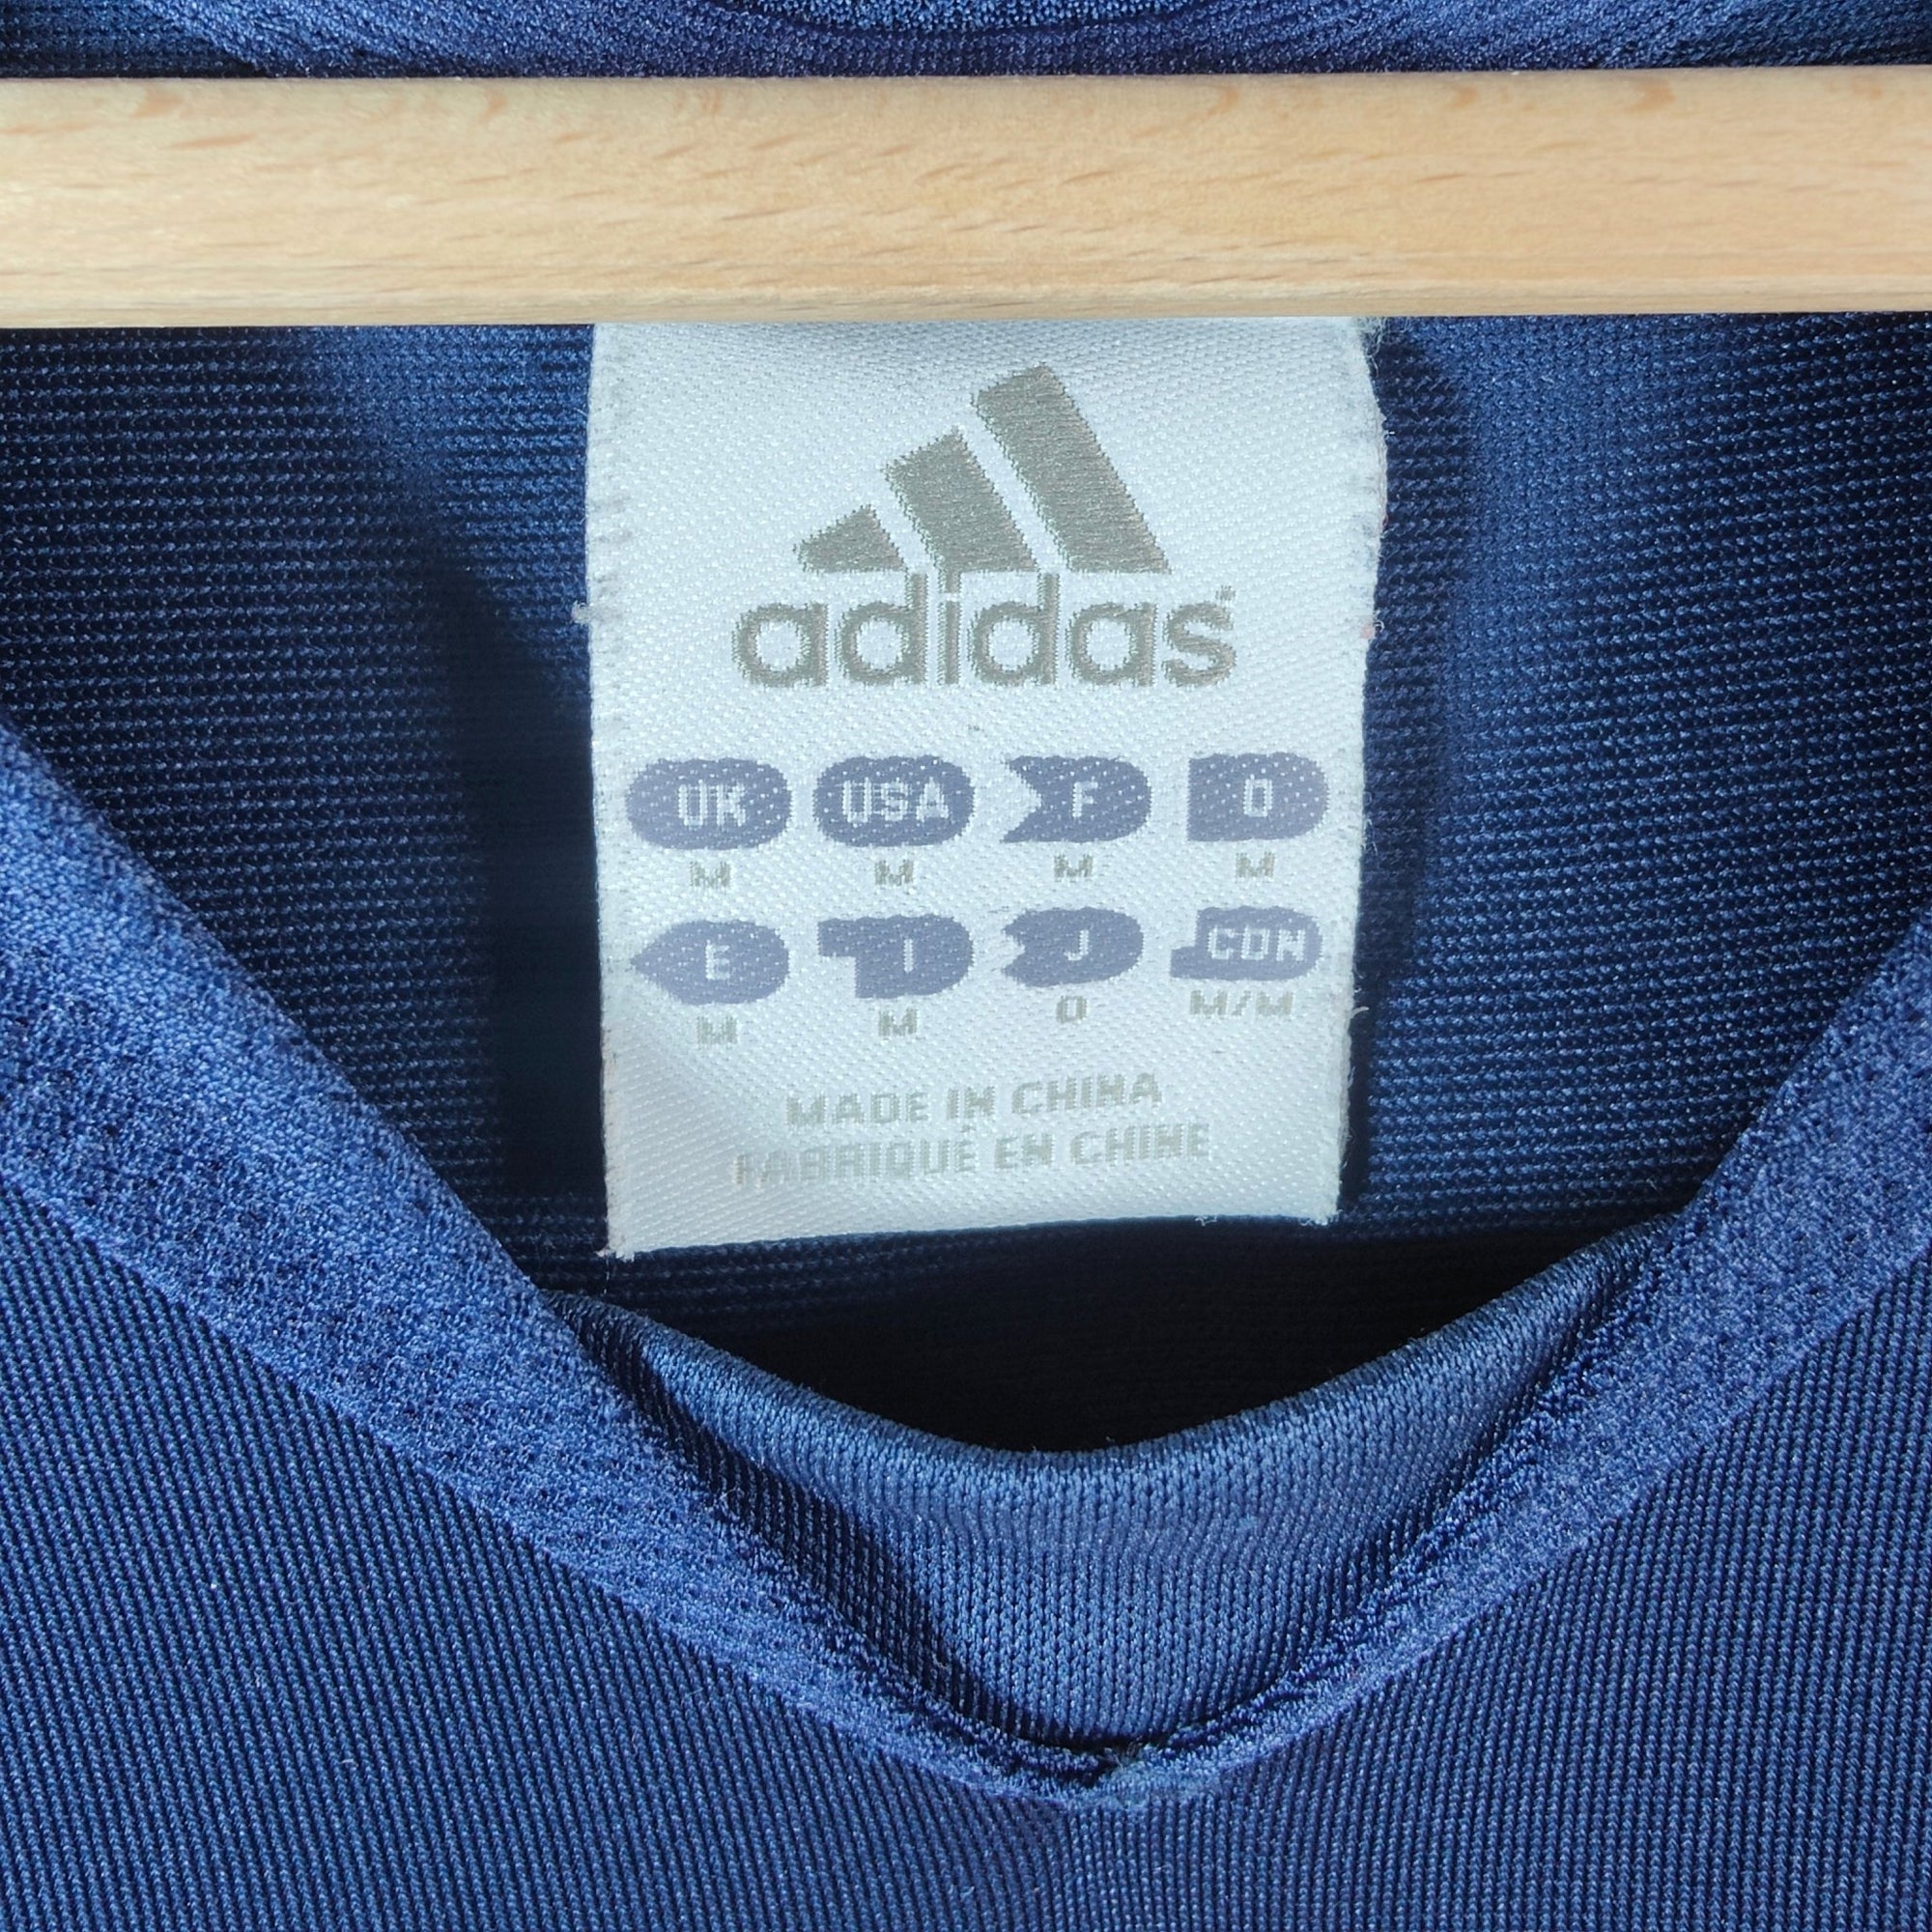 adidas
UK USA F D
M M M M
E I J CDN
M M O M/M
MADE IN CHINA
FABRIQUÉ EN CHINE